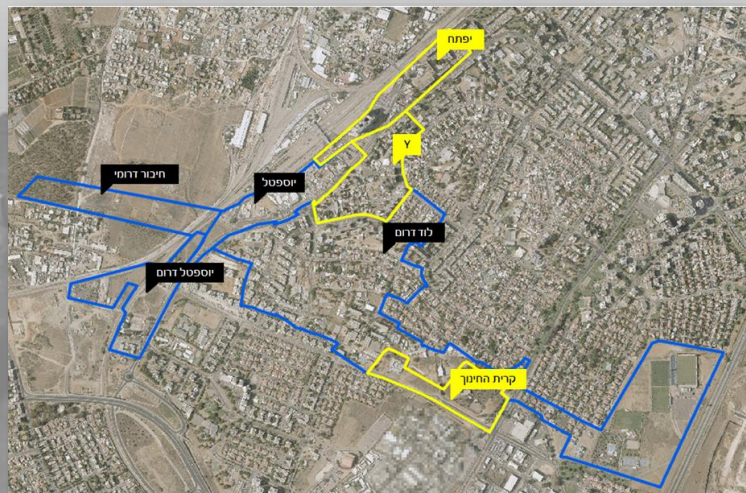 יפתח
Y
חיבור דרומי
יוספטל
לוד דרום
יוספטל דרום
קרית החינוך